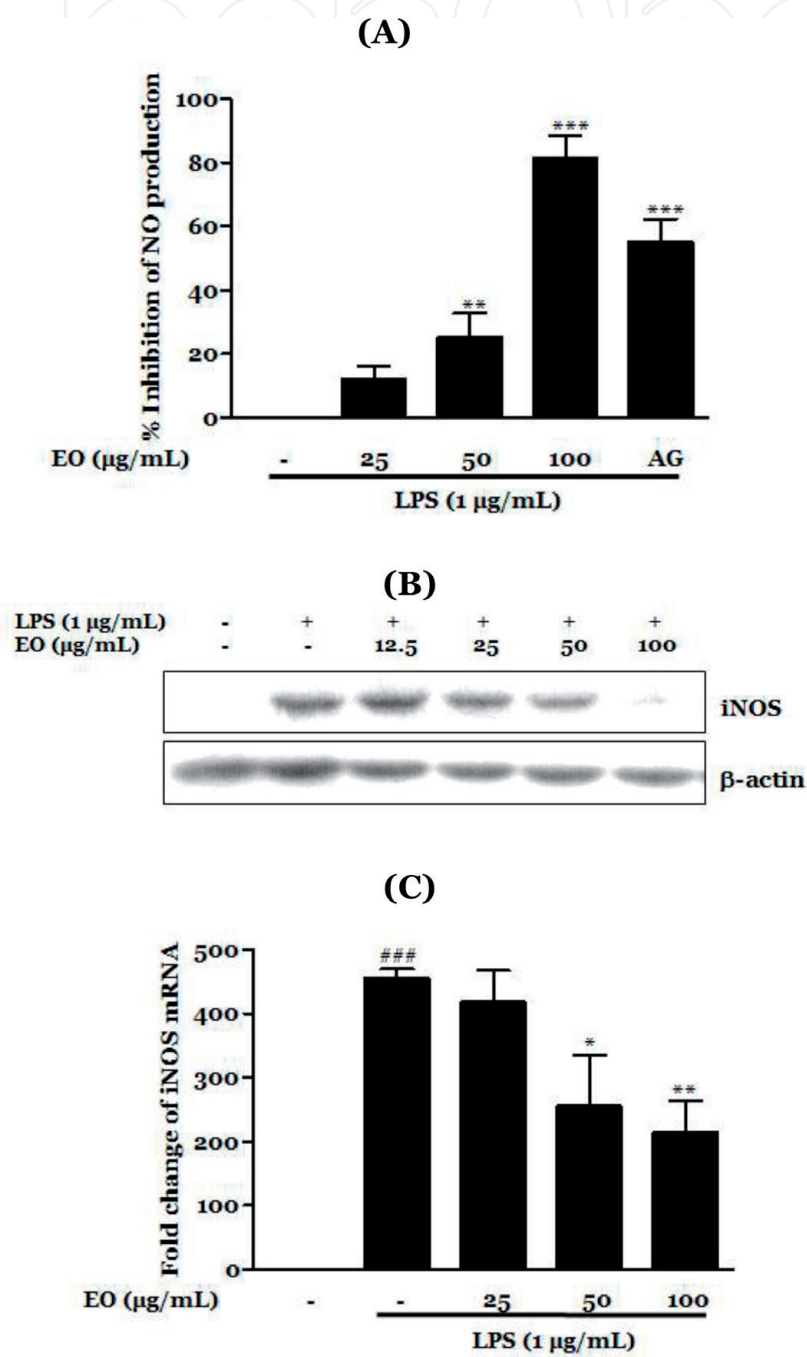 (A)
% Inhibition of NO production
100
***
80
***
60
40
**
20
0
EO (µg/mL) - 25 50 100 AG
LPS (1 µg/mL)
(B)
LPS (1 µg/mL) - + + + + +
EO (µg/mL) - - 12.5 25 50 100
iNOS
β-actin
(C)
Fold change of iNOS mRNA
500
###
400
300
*
200
**
100
0
EO (µg/mL) - - 25 50 100
LPS (1 µg/mL)